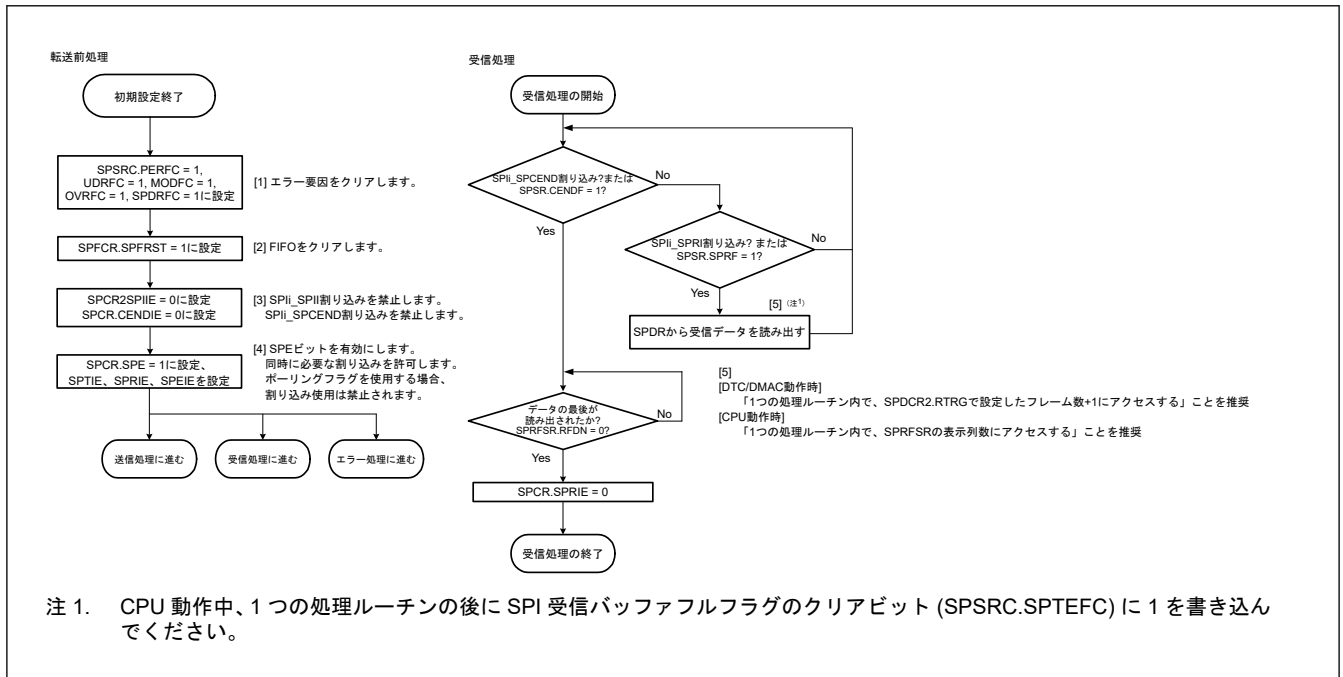 転送前処理
初期設定終了
SPSRC.PERFC = 1,
UDRFC = 1, MODFC = 1,
OVRFC = 1, SPDRFC = 1に設定
[1] エラー要因をクリアします。
SPFCR.SPFRST = 1に設定
[2] FIFOをクリアします。
SPCR2SPIIE = 0に設定
SPCR.CENDIE = 0に設定
[3] SPIi_SPII割り込みを禁止します。
SPIi_SPCEND割り込みを禁止します。
SPCR.SPE = 1に設定、
SPTIE、SPRIE、SPEIEを設定
[4] SPEビットを有効にします。
同時に必要な割り込みを許可します。
ポーリングフラグを使用する場合、
割り込み使用は禁止されます。
送信処理に進む
受信処理に進む
エラー処理に進む
受信処理
受信処理の開始
SPIi_SPCEND割り込み?または
SPSR.CENDF = 1?
No
Yes
SPIi_SPRI割り込み? または
SPSR.SPRF = 1?
No
Yes
[5] (注1)
SPDRから受信データを読み出す
[5]
[DTC/DMAC動作時]
「1つの処理ルーチン内で、SPDCR2.RTRGで設定したフレーム数+1にアクセスする」ことを推奨
[CPU動作時]
「1つの処理ルーチン内で、SPRFSRの表示列数にアクセスする」ことを推奨
データの最後が
読み出されたか?
SPRFSR.RFDN = 0?
No
Yes
SPCR.SPRIE = 0
受信処理の終了
注 1. CPU 動作中、1 つの処理ルーチンの後に SPI 受信バッファフルフラグのクリアビット (SPSRC.SPTEFC) に 1 を書き込ん
でください。